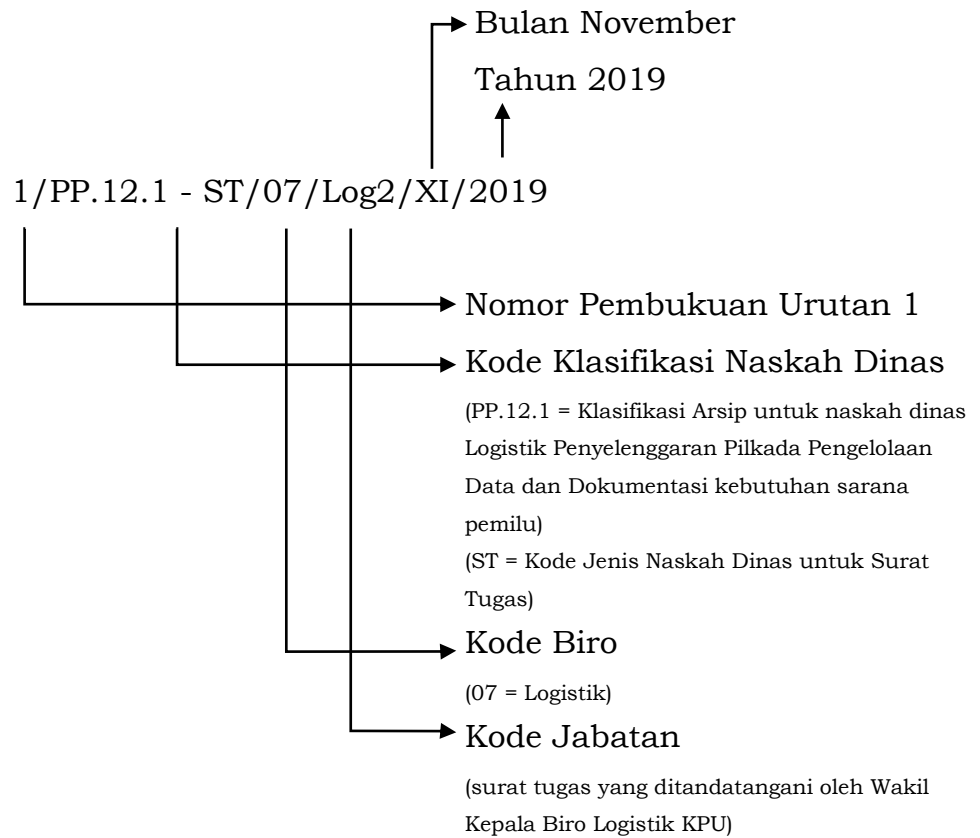 Bulan November
Tahun 2019
1/PP.12.1 - ST/07/Log2/XI/2019
Nomor Pembukuan Urutan 1
Kode Klasifikasi Naskah Dinas
(PP.12.1 = Klasifikasi Arsip untuk naskah dinas
Logistik Penyelenggaran Pilkada Pengelolaan
Data dan Dokumentasi kebutuhan sarana
pemilu)
(ST = Kode Jenis Naskah Dinas untuk Surat
Tugas)
Kode Biro
(07 = Logistik)
Kode Jabatan
(surat tugas yang ditandatangani oleh Wakil
Kepala Biro Logistik KPU)